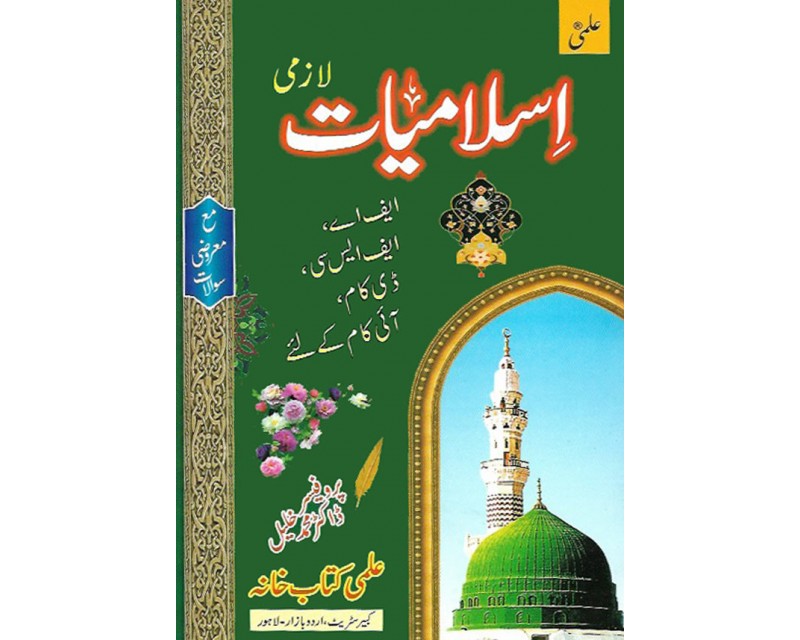 علمی
لازمی
اسلامیات
مع
معروضی
سوالات
ایف اے،
ایف ایس سی،
ڈی کام،
آئی کام کے لئے
پروفیسر
ڈاکٹر محمد خلیل
علمی کتاب خانہ
کبیر سٹریٹ، اردو بازار - لاہور